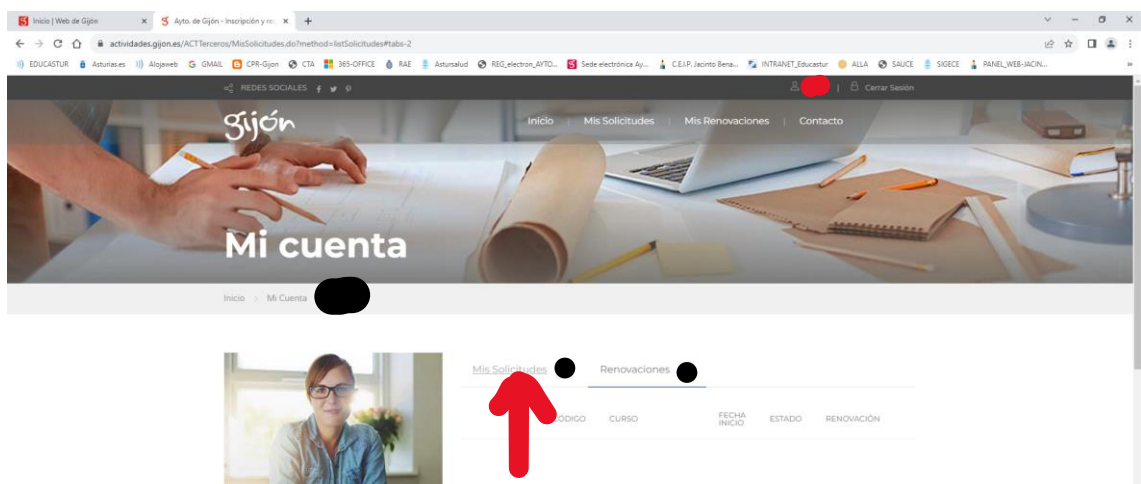 Inicio | Web de Gijón
Ayto. de Gijón - Inscripción y re
actividades.gijon.es/ACTTerceros/MisSolicitudes.do?method=listSolicitudes#tabs-2
EDUCASTUR Asturias.es Alojaweb GMAIL CPR-Gijon CTA 365-OFFICE RAE Astursalud REG_electron_AYTO... Sede electrónica Ay... C.E.I.P. Jacinto Bena... INTRANET_Educastur ALLA SAUCE SIGECE PANEL_WEB-JACIN...
REDES SOCIALES | Cerrar Sesión
gijón
Inicio | Mis Solicitudes | Mis Renovaciones | Contacto
Mi cuenta
Inicio > Mi Cuenta
Mis Solicitudes Renovaciones
CÓDIGO CURSO FECHA INICIO ESTADO RENOVACIÓN